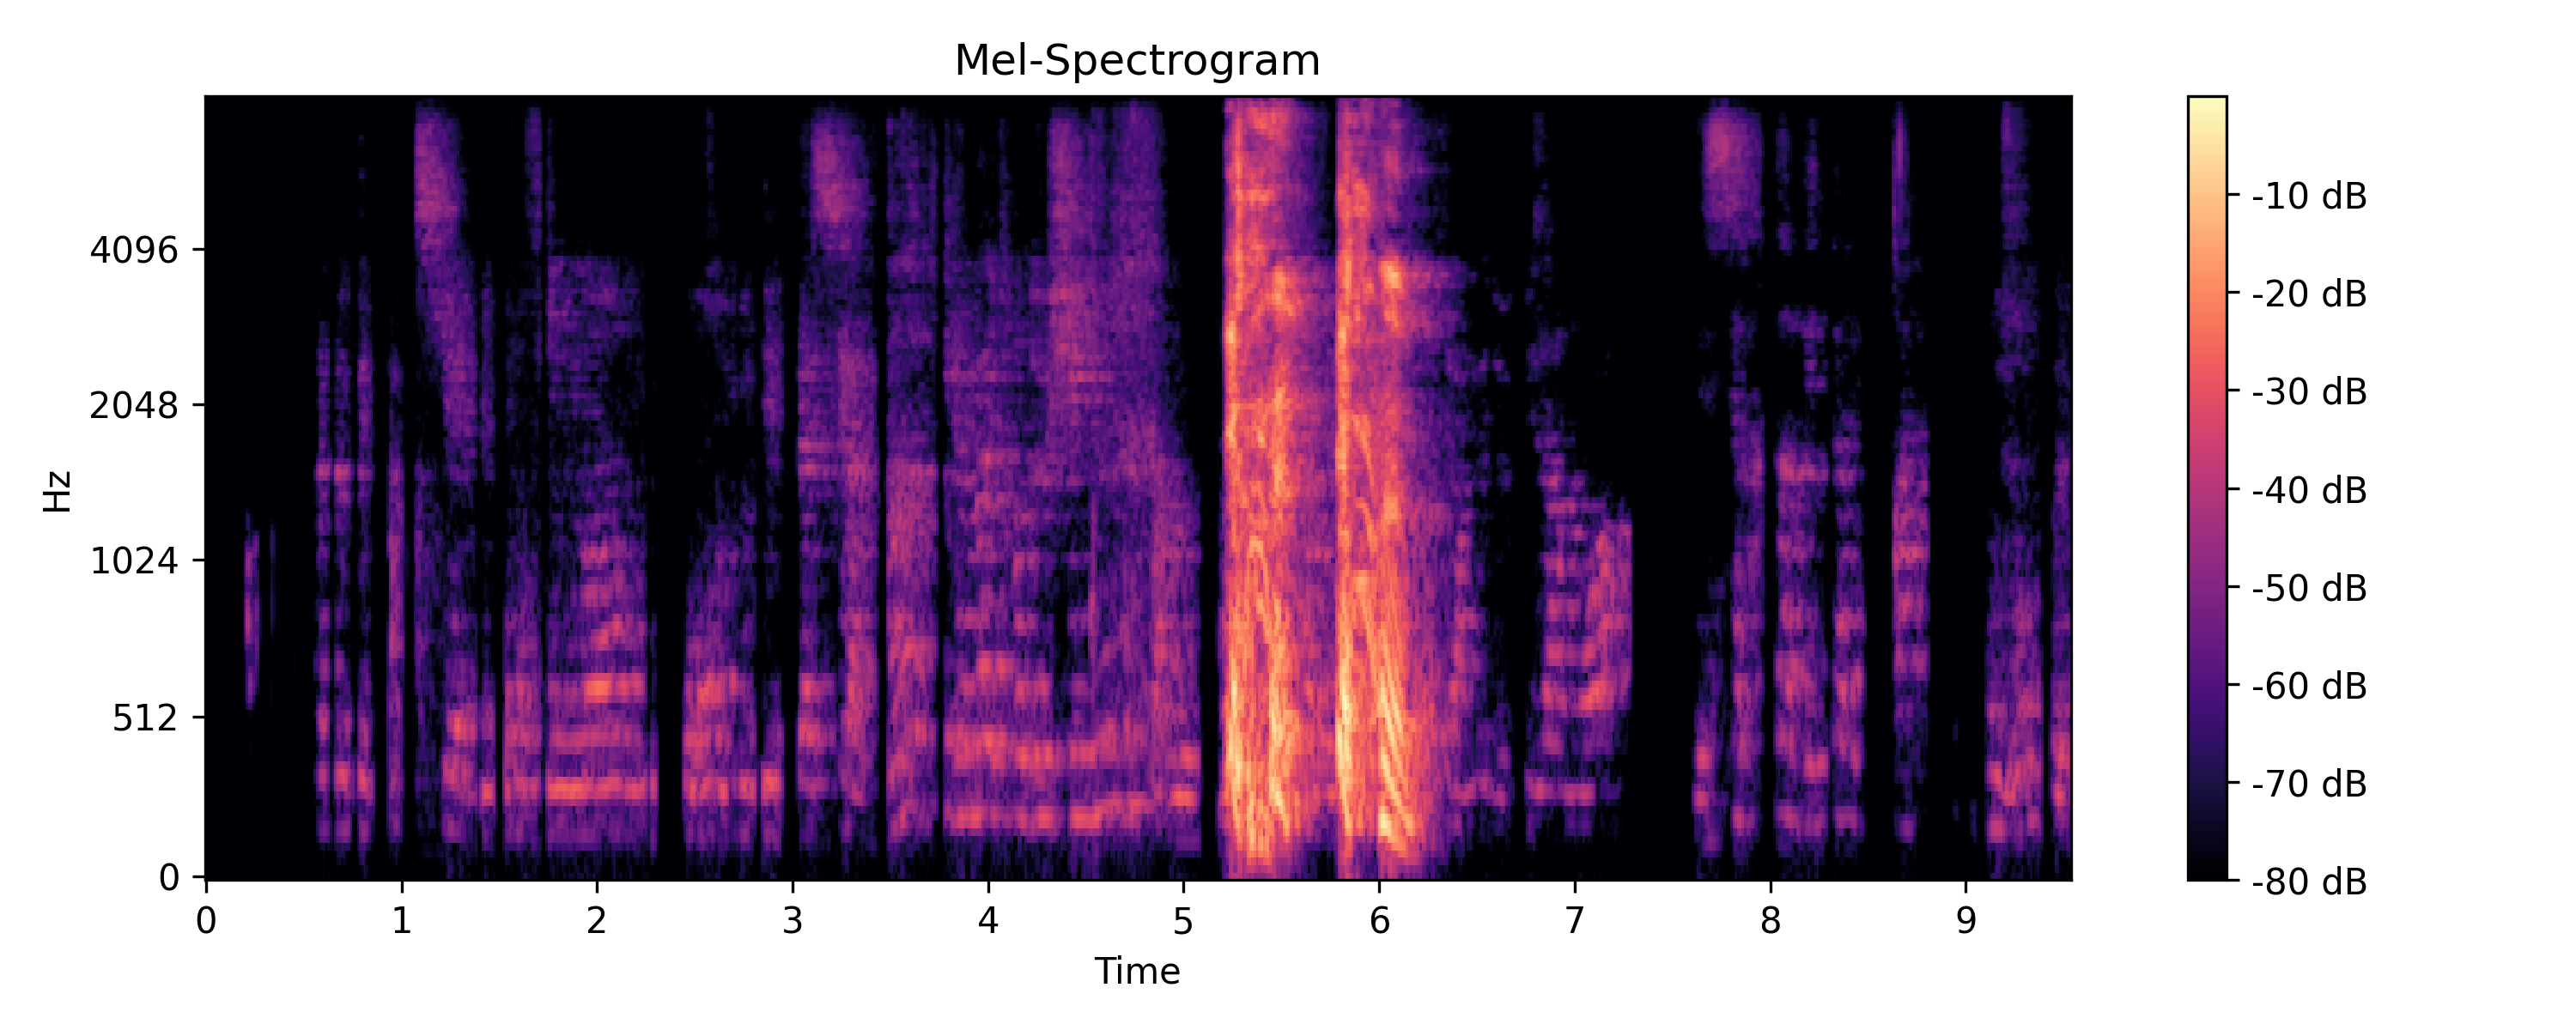 Mel-Spectrogram
Hz
4096
2048
1024
512
0
0 1 2 3 4 5 6 7 8 9
Time
-10 dB
-20 dB
-30 dB
-40 dB
-50 dB
-60 dB
-70 dB
-80 dB